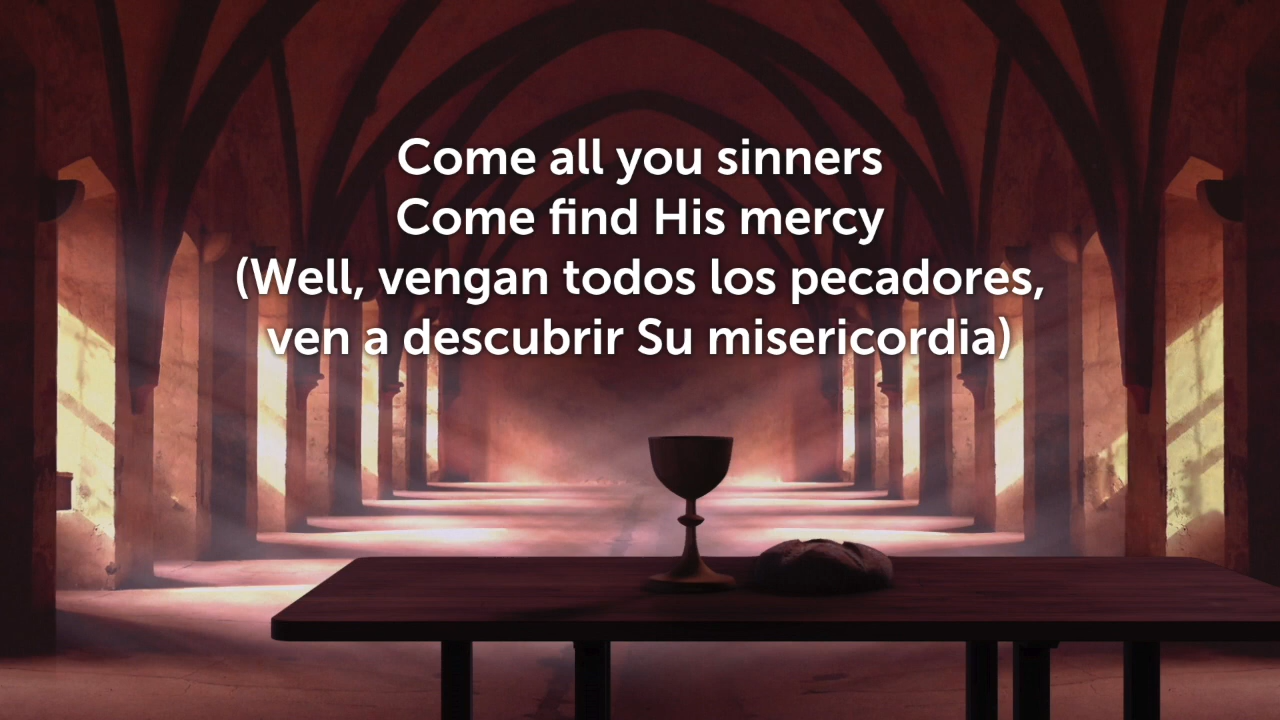 Come all you sinners
Come find His mercy
(Well, vengan todos los pecadores,
ven a descubrir Su misericordia)